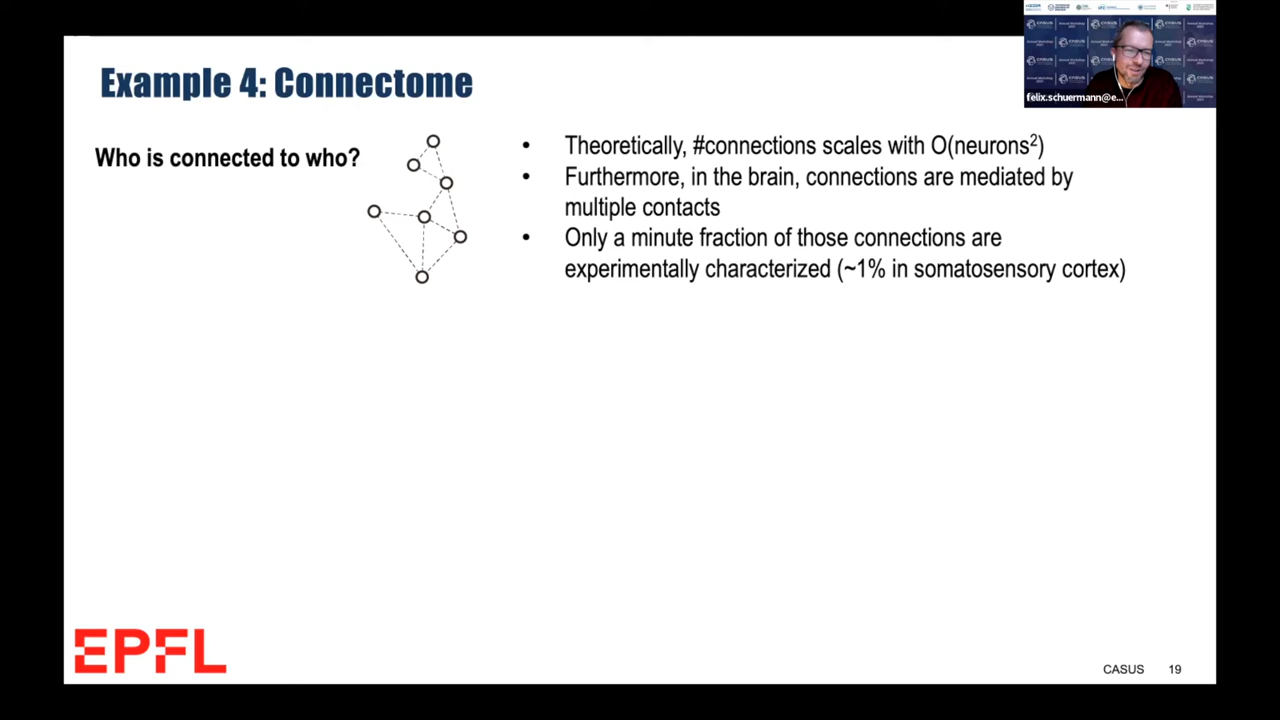 Example 4: Connectome
Who is connected to who?
• Theoretically, #connections scales with O(neurons²)
• Furthermore, in the brain, connections are mediated by
multiple contacts
• Only a minute fraction of those connections are
experimentally characterized (~1% in somatosensory cortex)
felix.schuermann@e...
CASUS
EPFL
CASUS 19